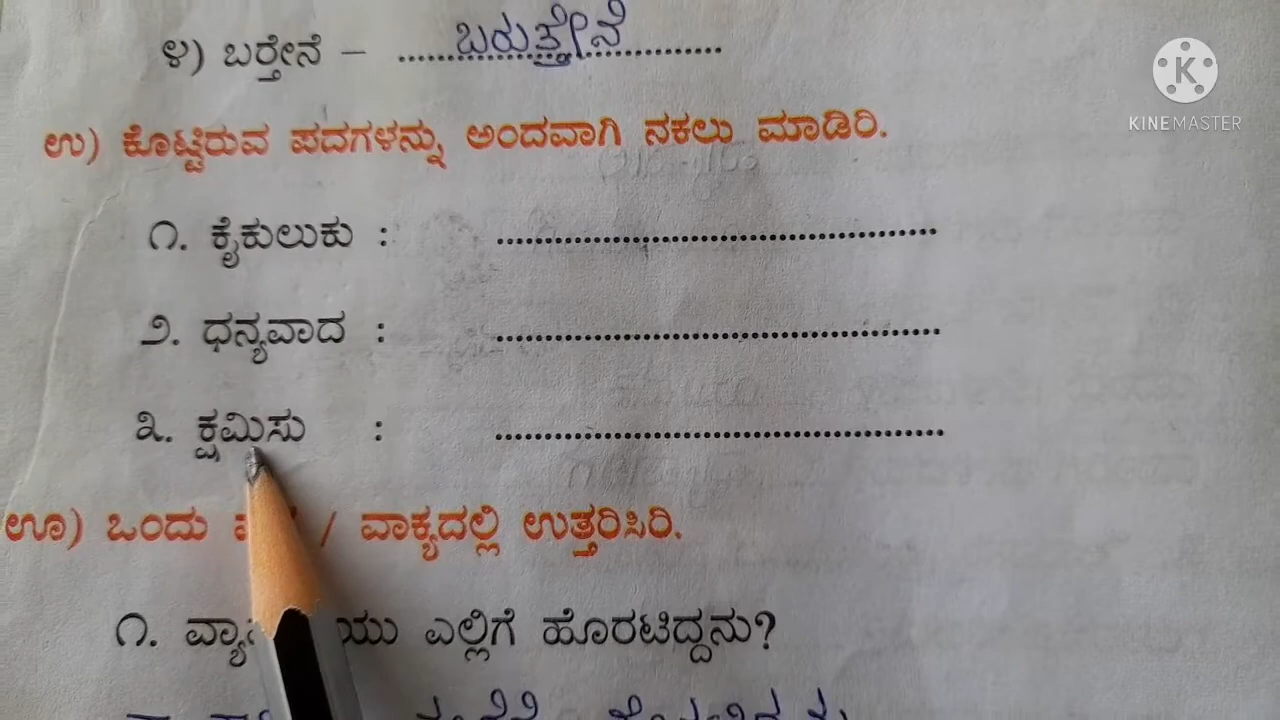 ೪) ಬರ್‍ತೇನೆ – ಬರುತ್ತೇನೆ
K
KINEMASTER
ಉ) ಕೊಟ್ಟಿರುವ ಪದಗಳನ್ನು ಅಂದವಾಗಿ ನಕಲು ಮಾಡಿರಿ.
೧. ಕೈಕುಲುಕು :
೨. ಧನ್ಯವಾದ :
೩. ಕ್ಷಮಿಸು :
ಊ) ಒಂದು / ವಾಕ್ಯದಲ್ಲಿ ಉತ್ತರಿಸಿರಿ.
೧. ಎಲ್ಲಿಗೆ ಹೊರಟಿದ್ದನು?